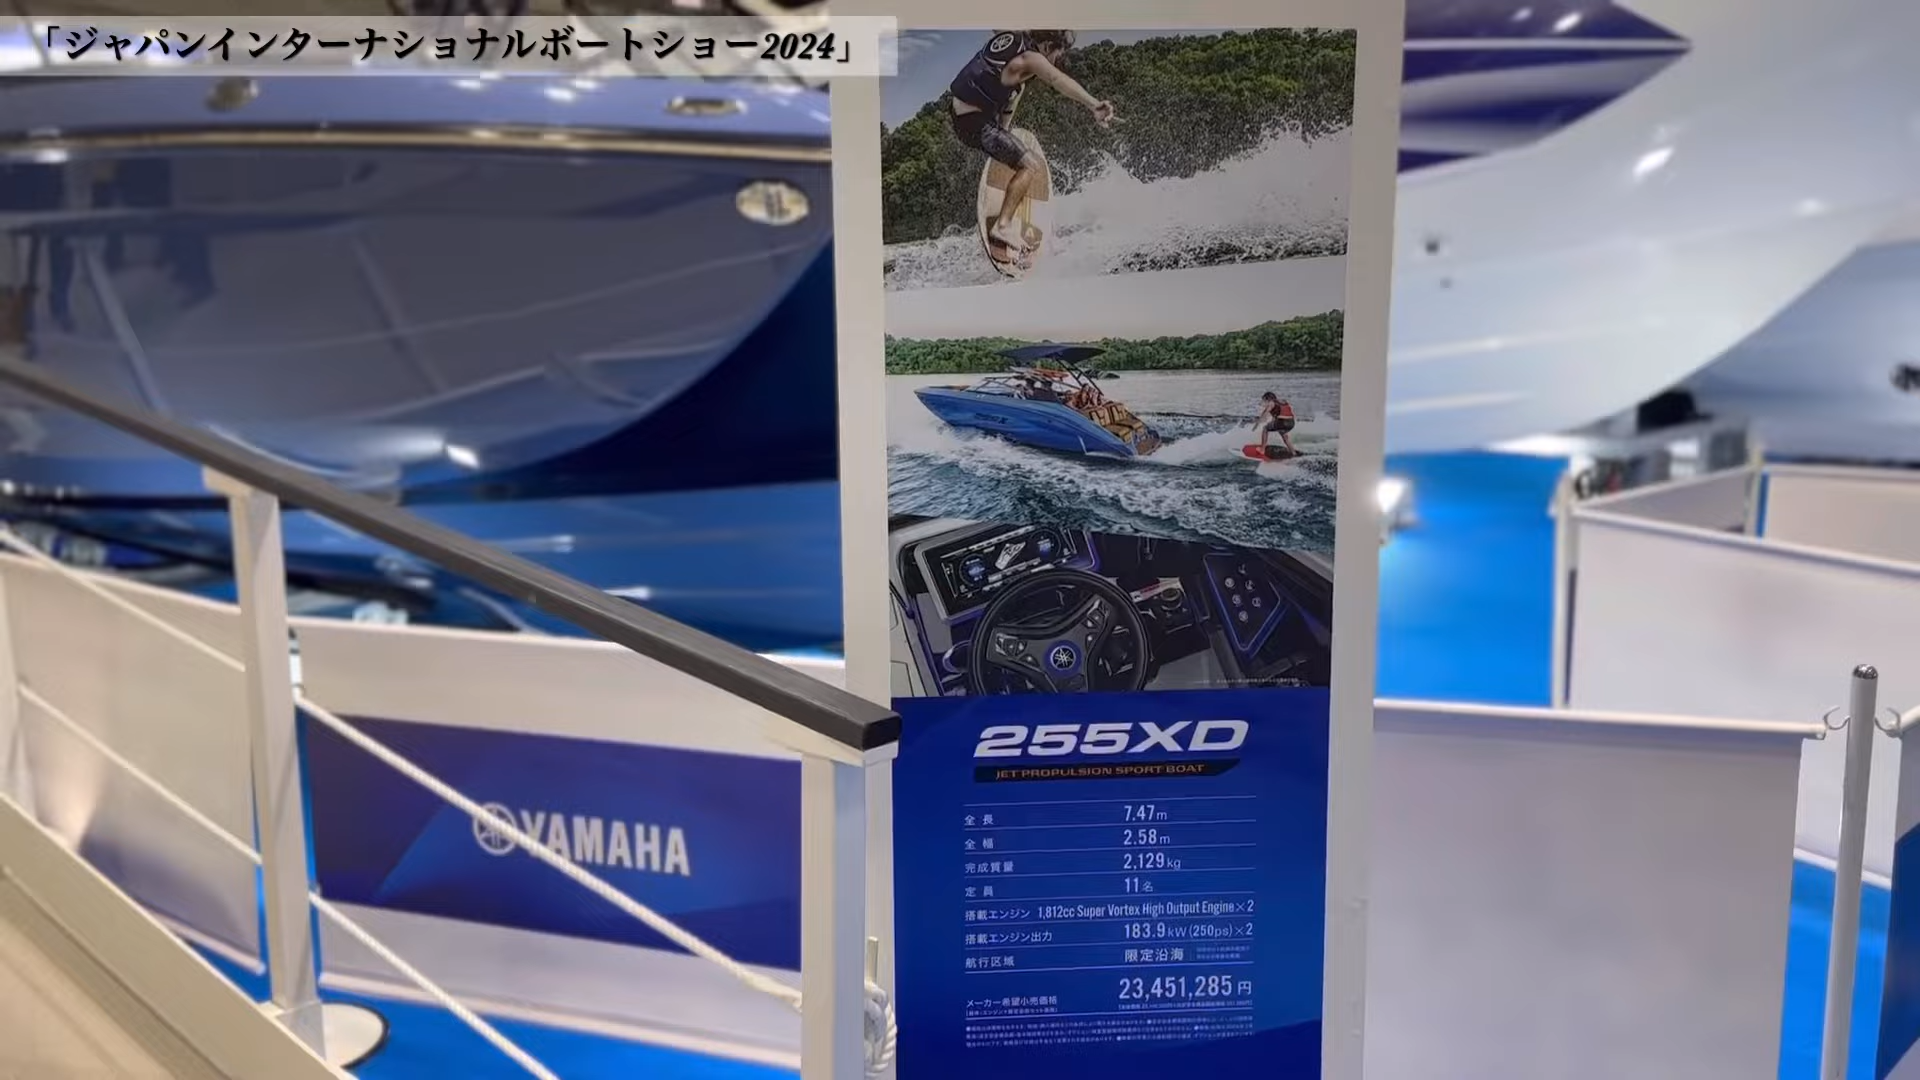 「ジャパンインターナショナルボートショー2024」
255X
255XD
JET PROPULSION SPORT BOAT
全長 7.47m
全幅 2.58m
完成質量 2,129kg
定員 11名
搭載エンジン 1,812cc Super Vortex High Output Engine×2
搭載エンジン出力 183.9kW(250ps)×2
航行区域 限定沿海
メーカー希望小売価格 23,451,285円
YAMAHA